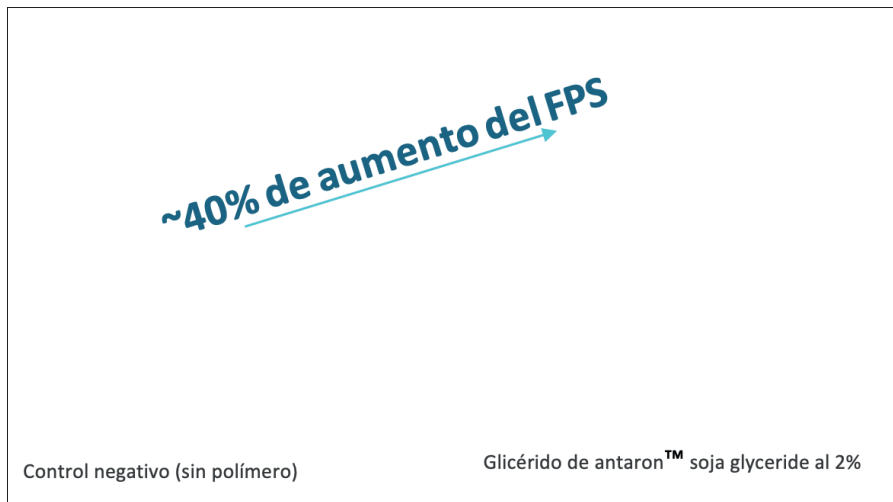 ~40% de aumento del FPS
Control negativo (sin polímero)
Glicérido de antaron™ soja glyceride al 2%